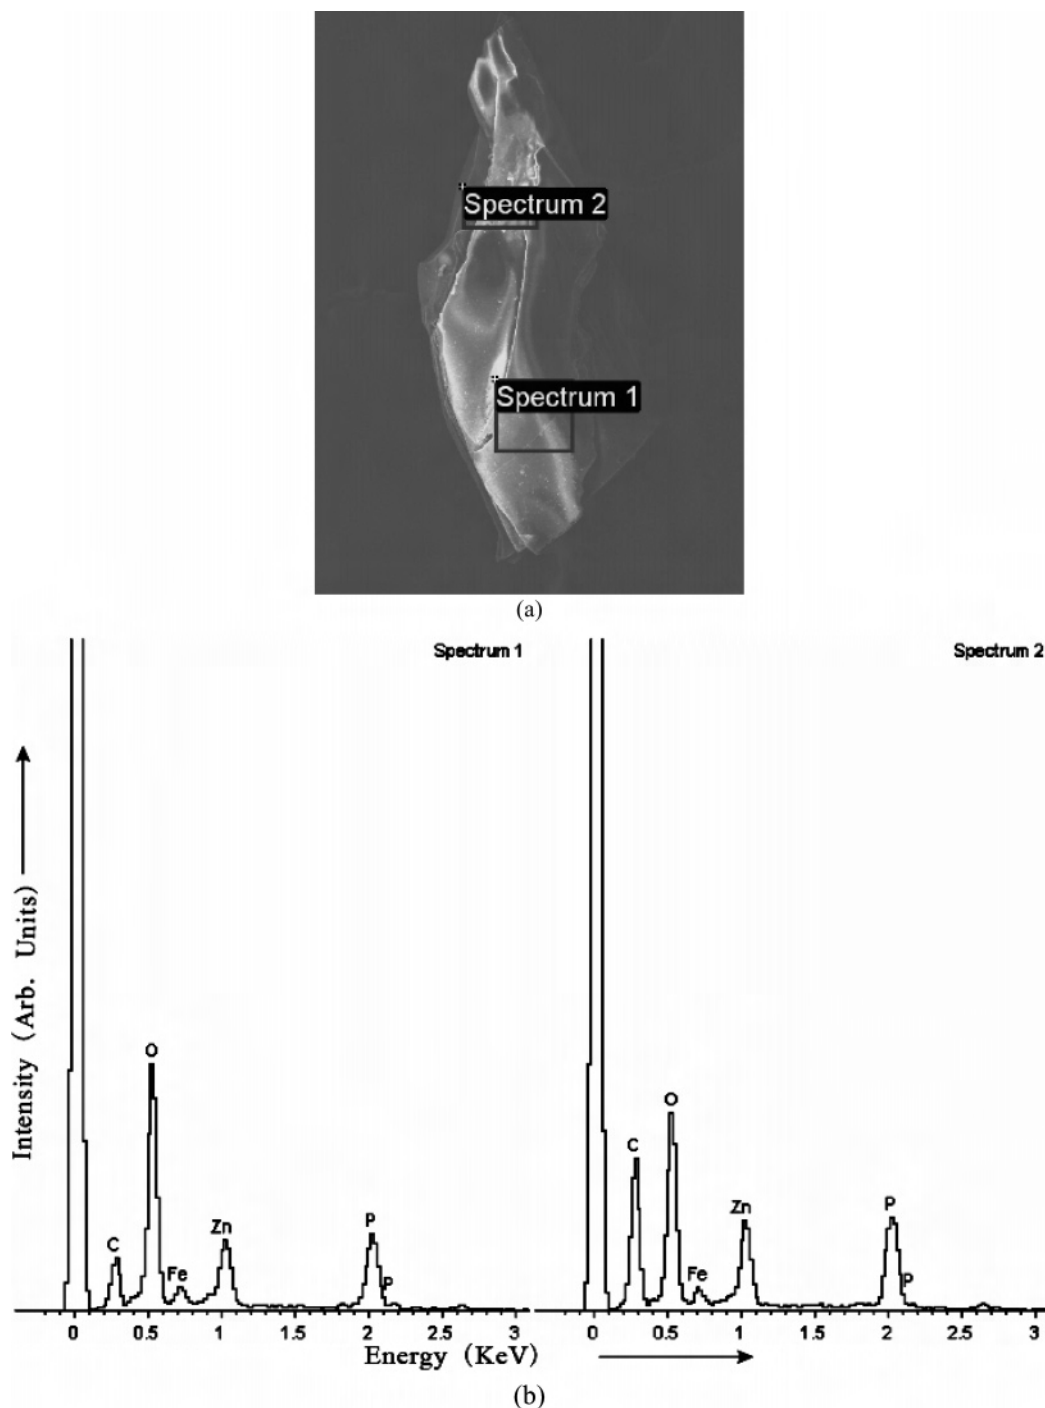 Spectrum 2
Spectrum 1
(a)
Spectrum 1
Spectrum 2
Intensity (Arb. Units)
C
O
Fe
Zn
P
P
C
O
Fe
Zn
P
P
0 0.5 1 1.5 2 2.5 3
0 0.5 1 1.5 2 2.5 3
Energy (KeV)
(b)